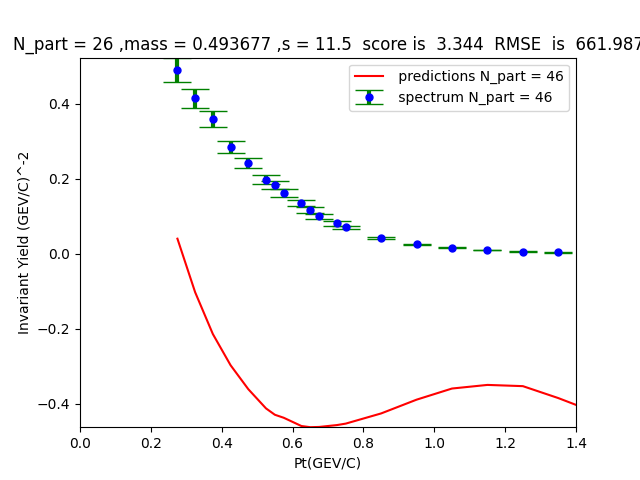 N_part = 26 ,mass = 0.493677 ,s = 11.5  score is  3.344  RMSE  is  661.987
predictions N_part = 46
spectrum N_part = 46
Invariant Yield (GEV/C)^-2
0.4
0.2
0.0
−0.2
−0.4
0.0 0.2 0.4 0.6 0.8 1.0 1.2 1.4
Pt(GEV/C)